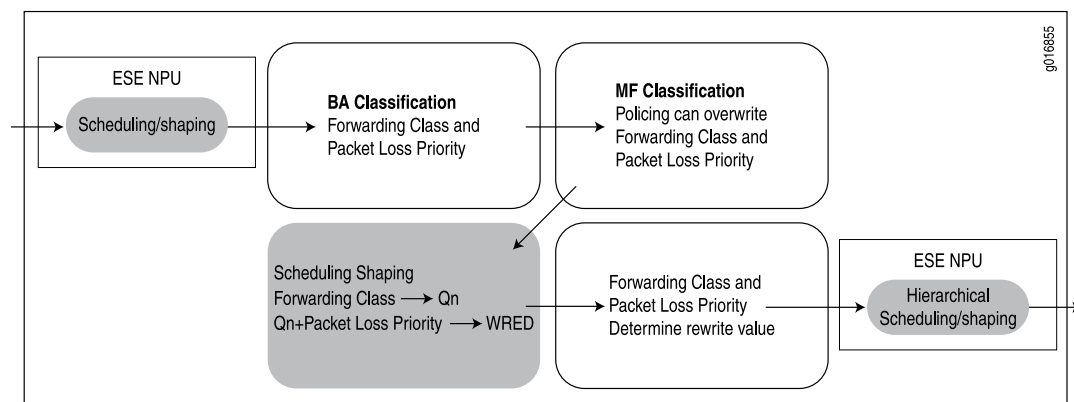 g016855
ESE NPU
Scheduling/shaping
BA Classification
Forwarding Class and
Packet Loss Priority
MF Classification
Policing can overwrite
Forwarding Class and
Packet Loss Priority
Scheduling Shaping
Forwarding Class → Qn
Qn+Packet Loss Priority → WRED
Forwarding Class and
Packet Loss Priority
Determine rewrite value
ESE NPU
Hierarchical
Scheduling/shaping